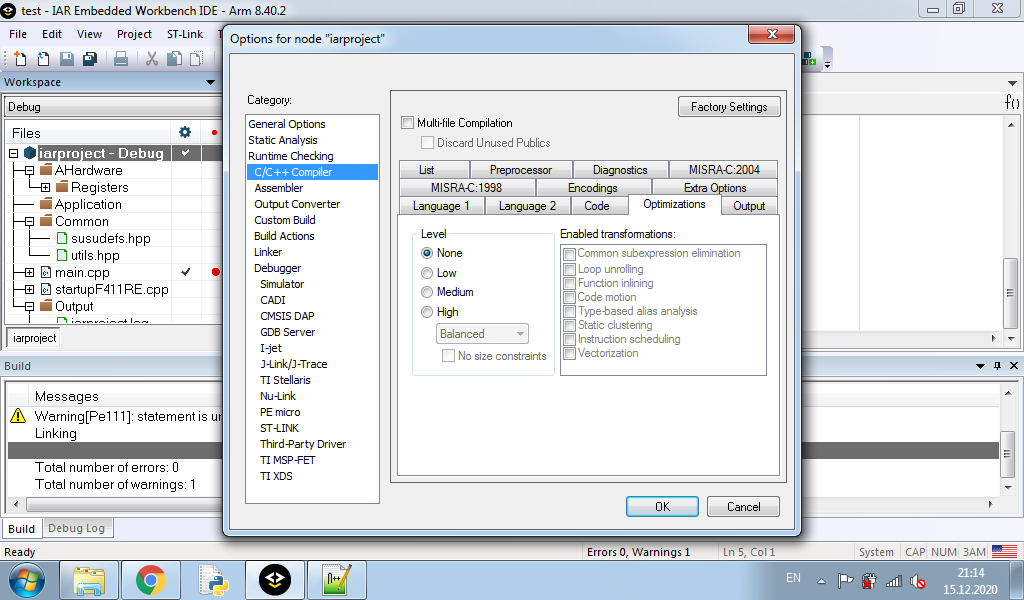 test - IAR Embedded Workbench IDE - Arm 8.40.2
File Edit View Project ST-Link
Options for node "iarproject"
Workspace
Debug
Files
iarproject - Debug
AHardware
Registers
Application
Common
susudefs.hpp
utils.hpp
main.cpp
startupF411RE.cpp
Output
iarproject.log
iarproject
Category:
General Options
Static Analysis
Runtime Checking
C/C++ Compiler
Assembler
Output Converter
Custom Build
Build Actions
Linker
Debugger
Simulator
CADI
CMSIS DAP
GDB Server
I-jet
J-Link/J-Trace
TI Stellaris
Nu-Link
PE micro
ST-LINK
Third-Party Driver
TI MSP-FET
TI XDS
Factory Settings
Multi-file Compilation
Discard Unused Publics
List Preprocessor Diagnostics MISRA-C:2004
MISRA-C:1998 Encodings Extra Options
Language 1 Language 2 Code Optimizations Output
Level
None
Low
Medium
High
Balanced
No size constraints
Enabled transformations:
Common subexpression elimination
Loop unrolling
Function inlining
Code motion
Type-based alias analysis
Static clustering
Instruction scheduling
Vectorization
OK Cancel
f()
Build
Messages
Warning[Pe111]: statement is
Linking
Total number of errors: 0
Total number of warnings: 1
Build Debug Log
Ready Errors 0, Warnings 1 Ln 5, Col 1 System CAP NUM ЗАМ
EN 21:14
15.12.2020